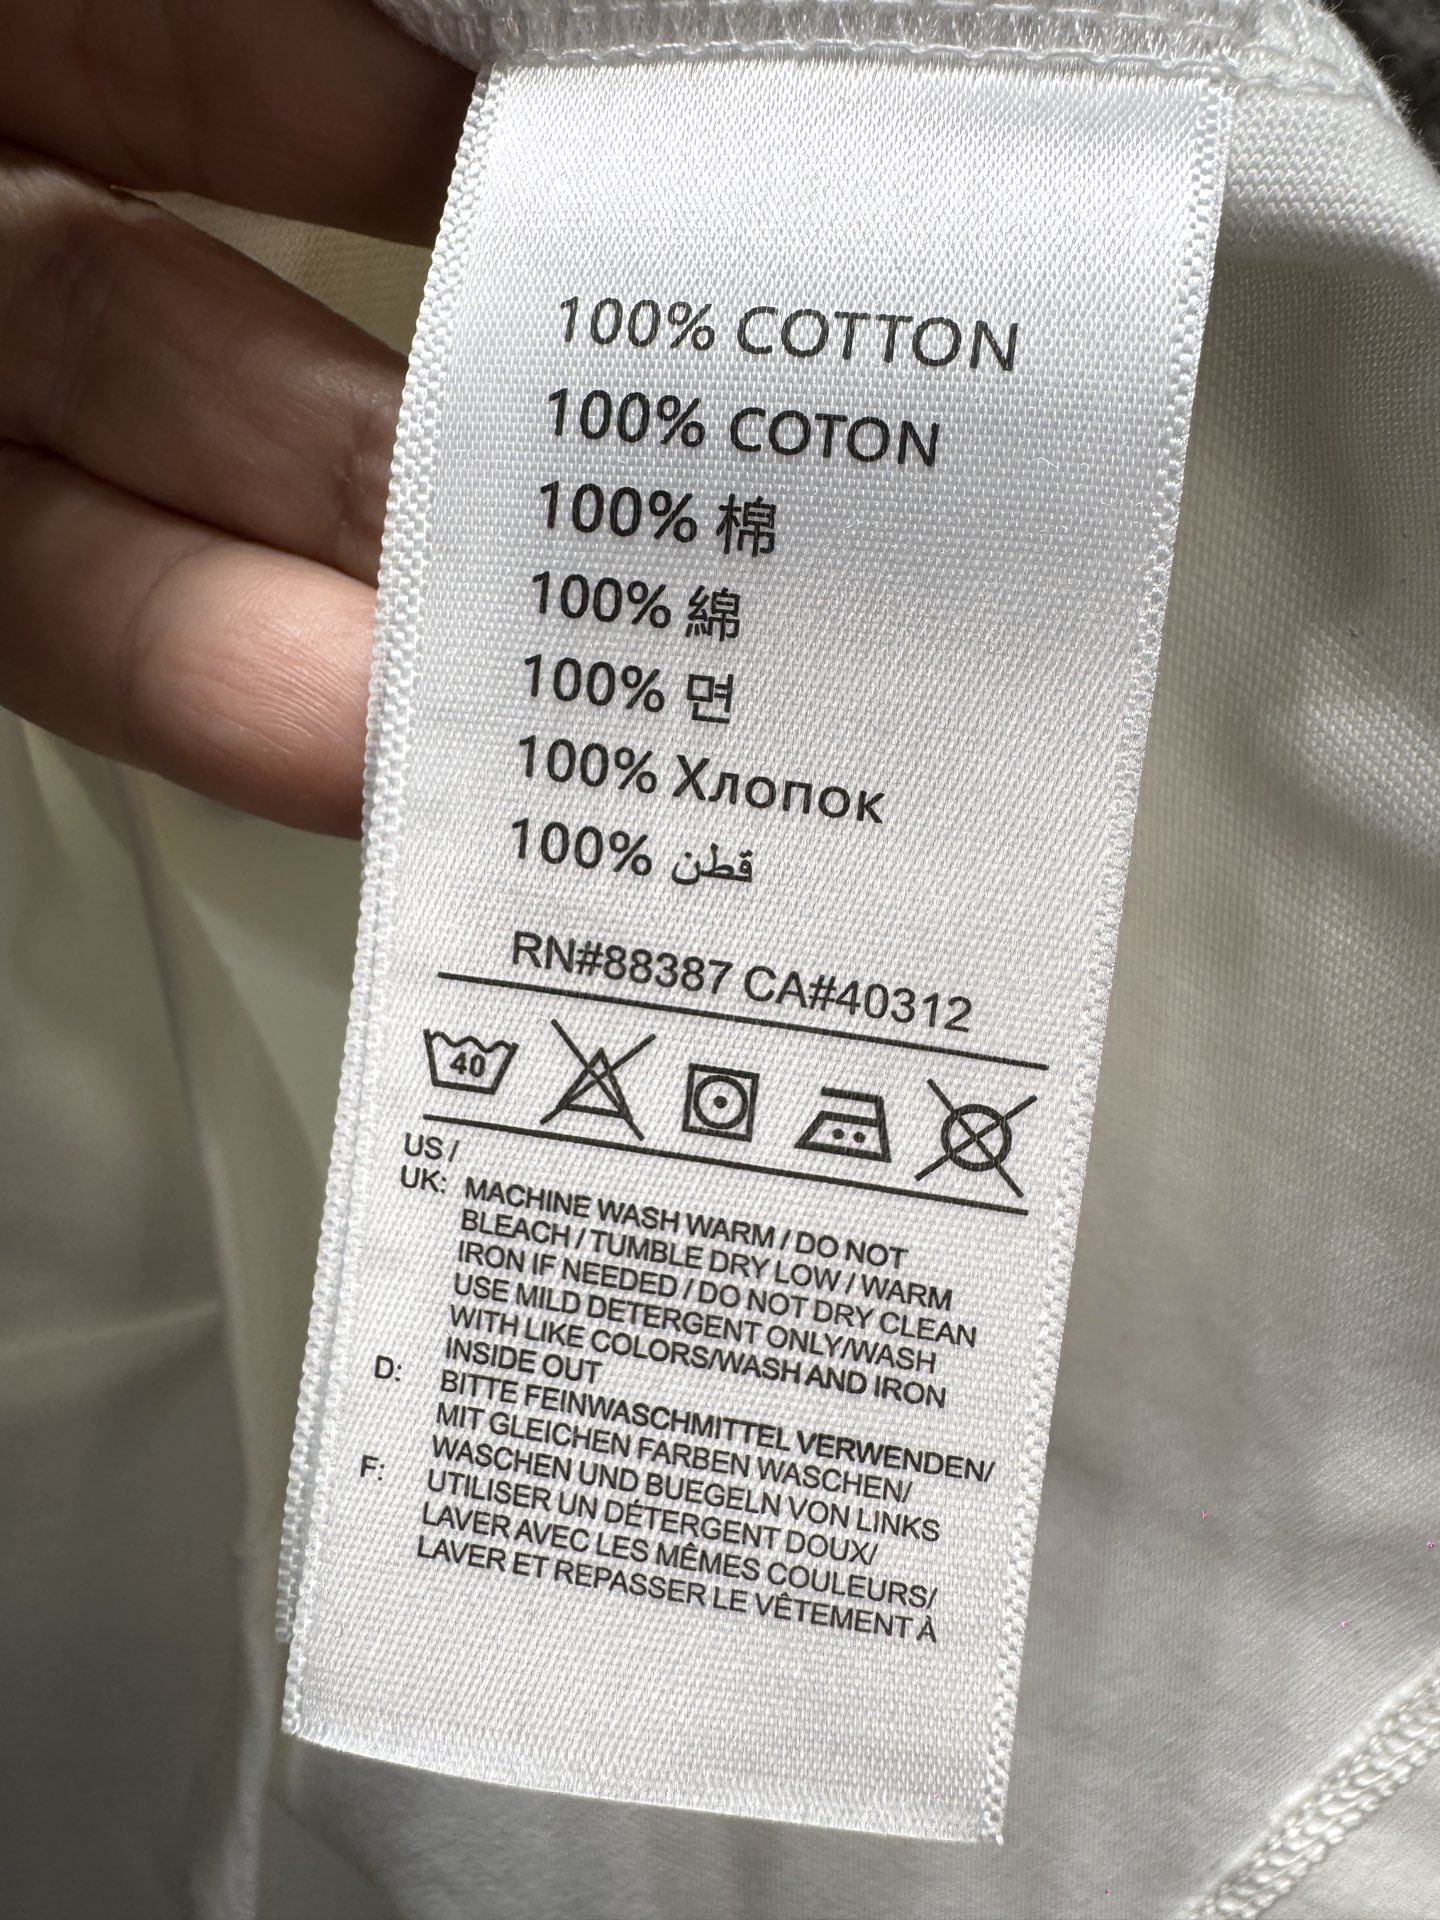 100% COTTON
100% COTON
100% 棉
100% 綿
100% 면
100% Хлопок
100% قطن
RN#88387 CA#40312
40
US /
UK: MACHINE WASH WARM / DO NOT
BLEACH / TUMBLE DRY LOW / WARM
IRON IF NEEDED / DO NOT DRY CLEAN
USE MILD DETERGENT ONLY/WASH
WITH LIKE COLORS/WASH AND IRON
INSIDE OUT
D: BITTE FEINWASCHMITTEL VERWENDEN/
MIT GLEICHEN FARBEN WASCHEN/
WASCHEN UND BUEGELN VON LINKS
F: UTILISER UN DÉTERGENT DOUX/
LAVER AVEC LES MÊMES COULEURS/
LAVER ET REPASSER LE VÊTEMENT À